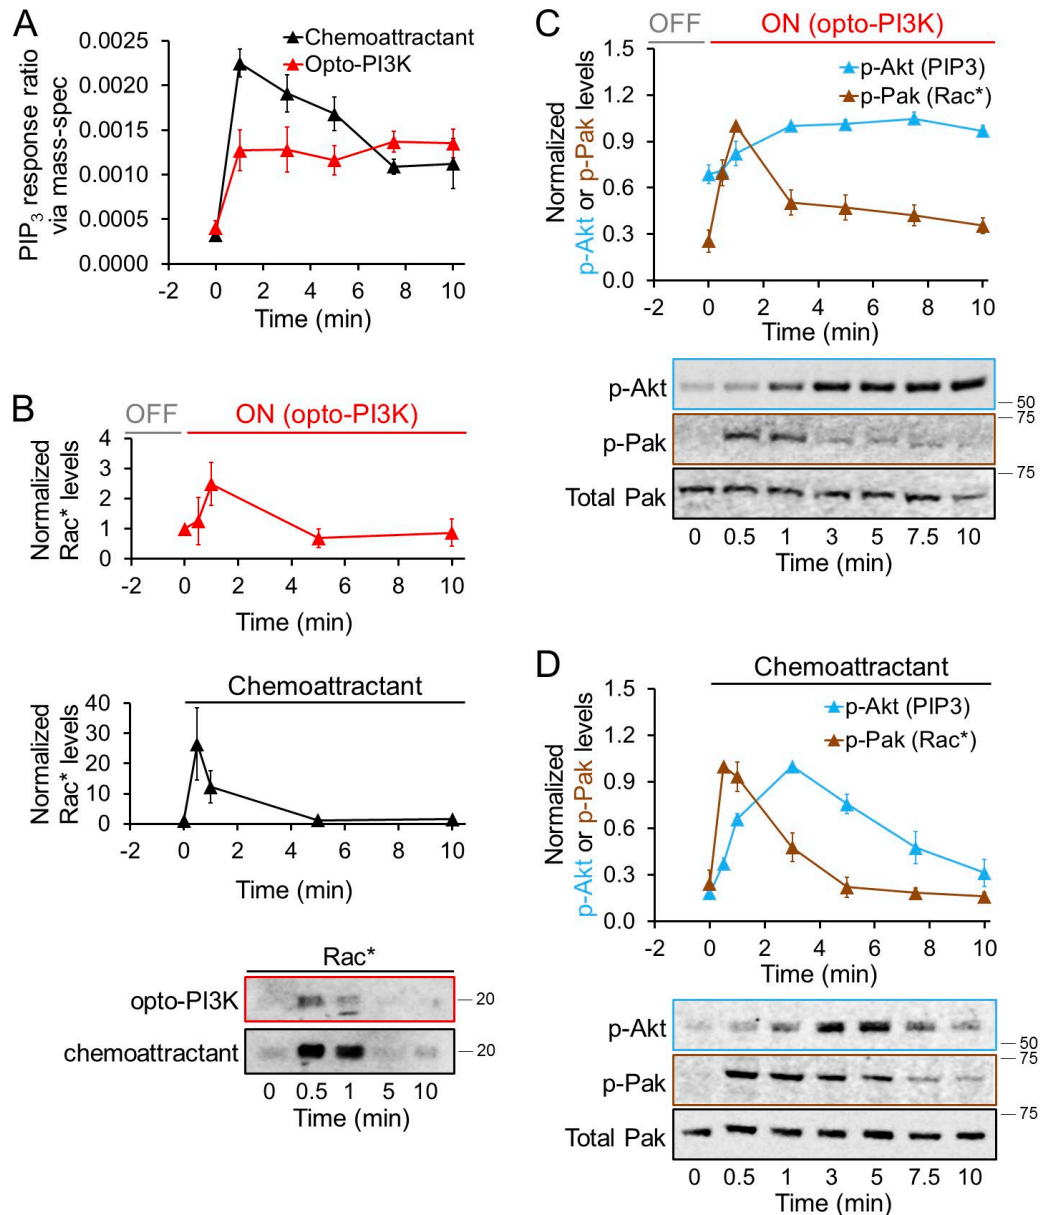 A
PIP3 response ratio
via mass-spec
0.0025
0.0020
0.0015
0.0010
0.0005
0.0000
Chemoattractant
Opto-PI3K
-2 0 2 4 6 8 10
Time (min)
B
OFF ON (opto-PI3K)
Normalized
Rac* levels
4
3
2
1
0
-2 0 2 4 6 8 10
Time (min)
Chemoattractant
Normalized
Rac* levels
40
30
20
10
0
-2 0 2 4 6 8 10
Time (min)
Rac*
opto-PI3K 20
chemoattractant 20
0 0.5 1 5 10
Time (min)
C
OFF ON (opto-PI3K)
Normalized
p-Akt or p-Pak levels
1.5
1.2
0.9
0.6
0.3
0.0
p-Akt (PIP3)
p-Pak (Rac*)
-2 0 2 4 6 8 10
Time (min)
p-Akt
50
75
p-Pak
75
Total Pak
0 0.5 1 3 5 7.5 10
Time (min)
D
Chemoattractant
Normalized
p-Akt or p-Pak levels
1.5
1.2
0.9
0.6
0.3
0.0
p-Akt (PIP3)
p-Pak (Rac*)
-2 0 2 4 6 8 10
Time (min)
p-Akt
50
75
p-Pak
75
Total Pak
0 0.5 1 3 5 7.5 10
Time (min)